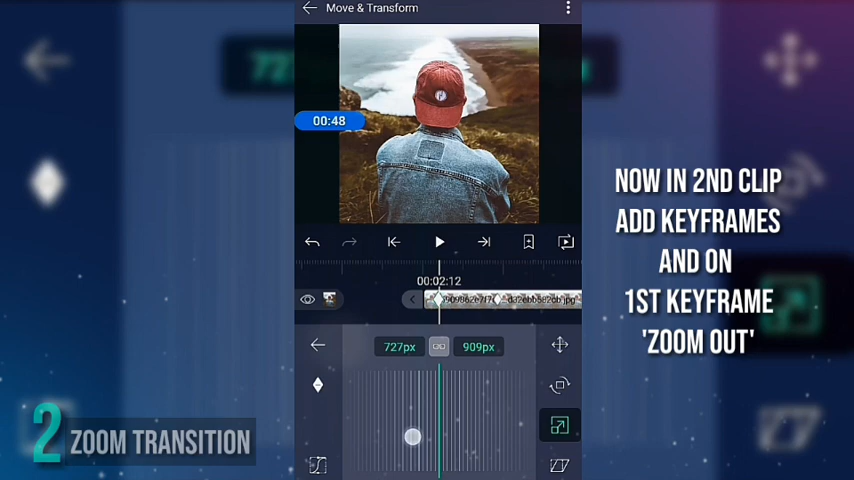 Move & Transform
00:48
00:02:12
727px
909px
NOW IN 2ND CLIP
ADD KEYFRAMES
AND ON
1ST KEYFRAME
'ZOOM OUT'
2 ZOOM TRANSITION